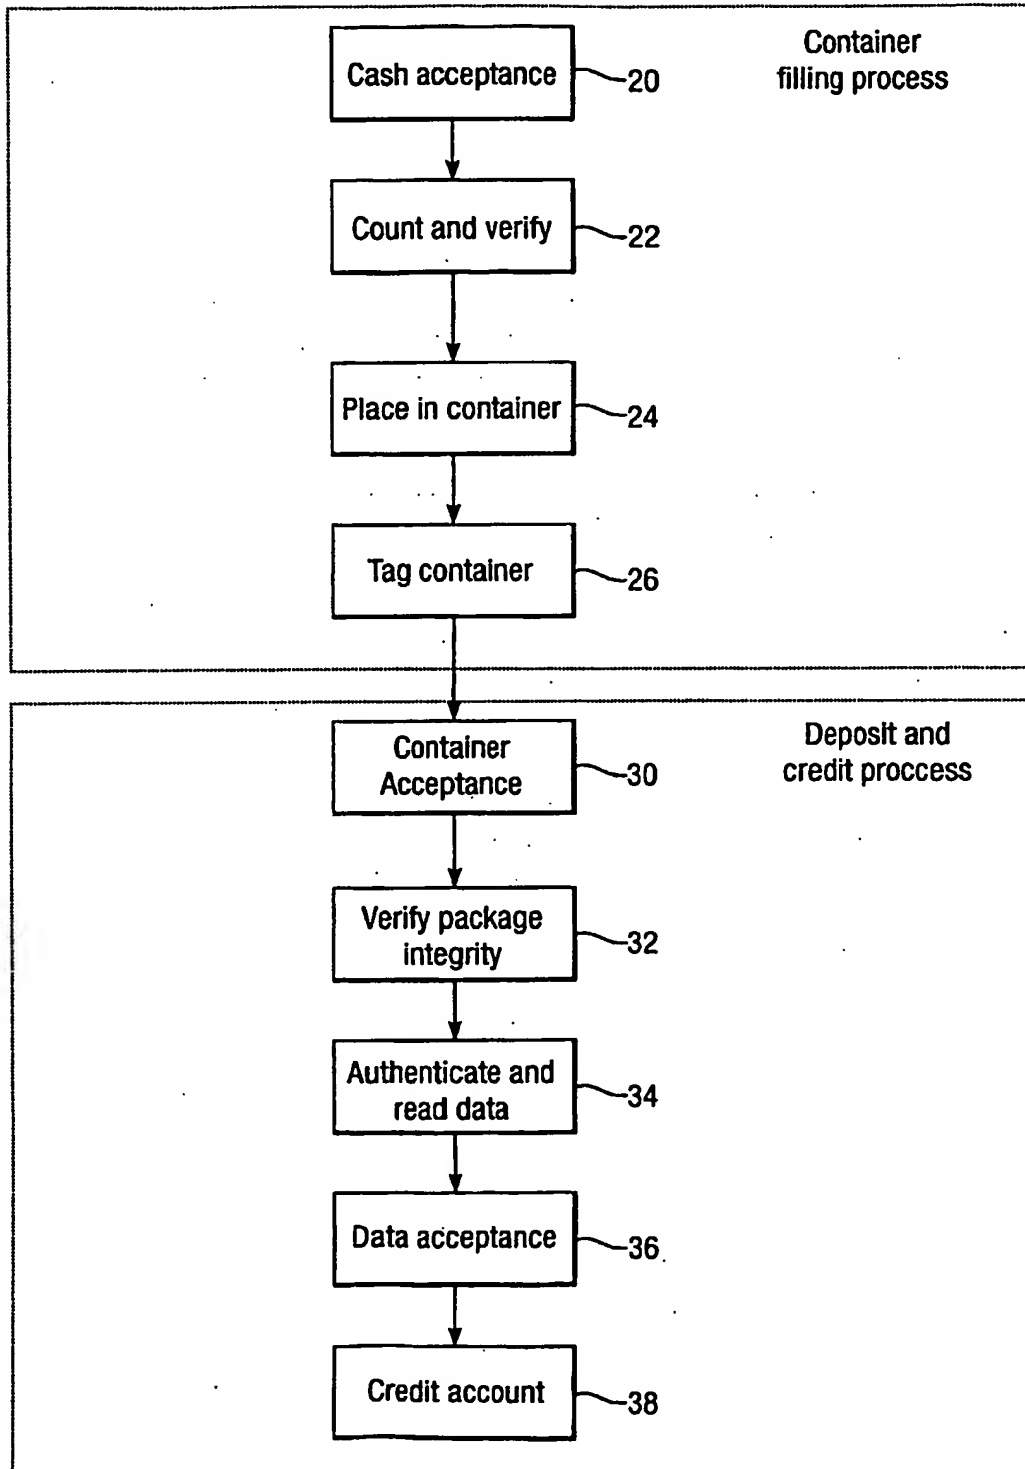 Container
filling process
Cash acceptance
20
Count and verify
22
Place in container
24
Tag container
26
Deposit and
credit proccess
Container
Acceptance
30
Verify package
integrity
32
Authenticate and
read data
34
Data acceptance
36
Credit account
38